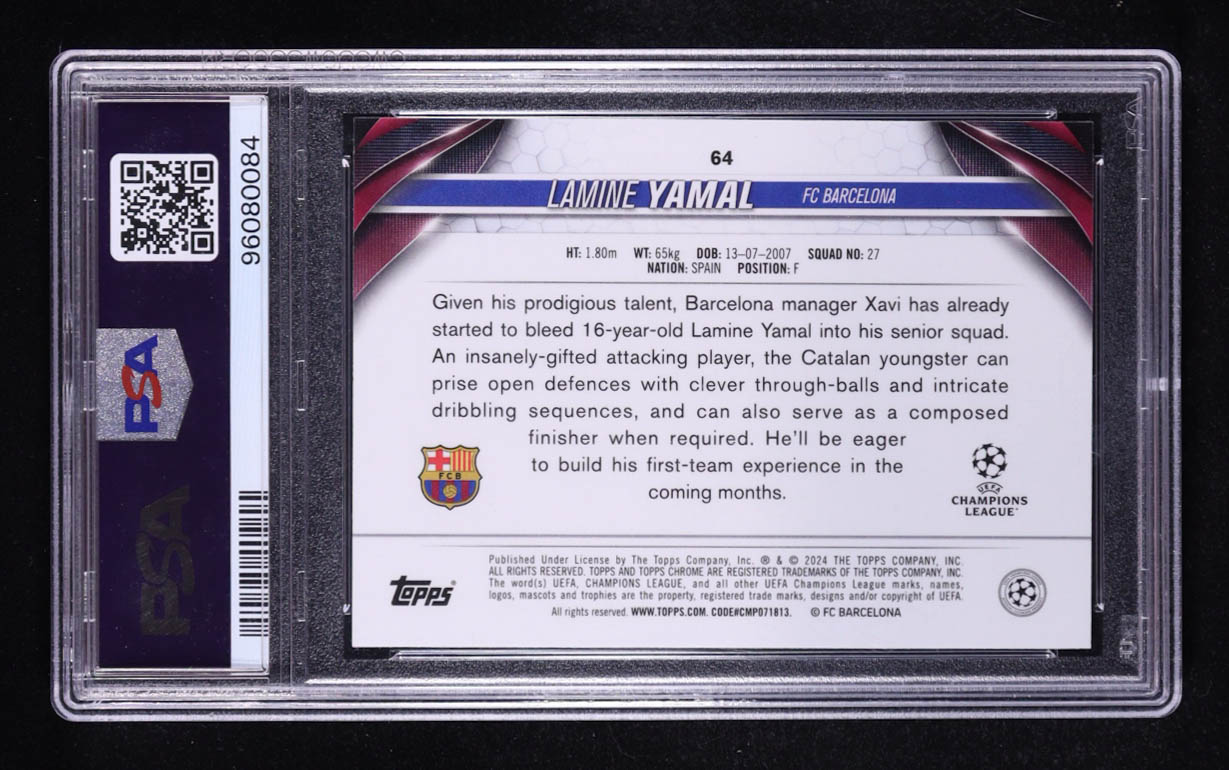 96080084
PSA
PSA
64
LAMINE YAMAL FC BARCELONA
HT: 1.80m WT: 65kg DOB: 13-07-2007 SQUAD NO: 27
NATION: SPAIN POSITION: F
Given his prodigious talent, Barcelona manager Xavi has already
started to bleed 16-year-old Lamine Yamal into his senior squad.
An insanely-gifted attacking player, the Catalan youngster can
prise open defences with clever through-balls and intricate
dribbling sequences, and can also serve as a composed
finisher when required. He'll be eager
to build his first-team experience in the
coming months.
FCB
UEFA
CHAMPIONS
LEAGUE
Topps®
Published Under License by The Topps Company, Inc. ® & © 2024 THE TOPPS COMPANY, INC.
ALL RIGHTS RESERVED. TOPPS AND TOPPS CHROME ARE REGISTERED TRADEMARKS OF THE TOPPS COMPANY, INC.
The word(s) UEFA, CHAMPIONS LEAGUE, and all other UEFA Champions League marks, names,
logos, mascots and trophies are the property, registered trade marks, designs and/or copyright of UEFA.
All rights reserved. WWW.TOPPS.COM. CODE#CMP071813. © FC BARCELONA